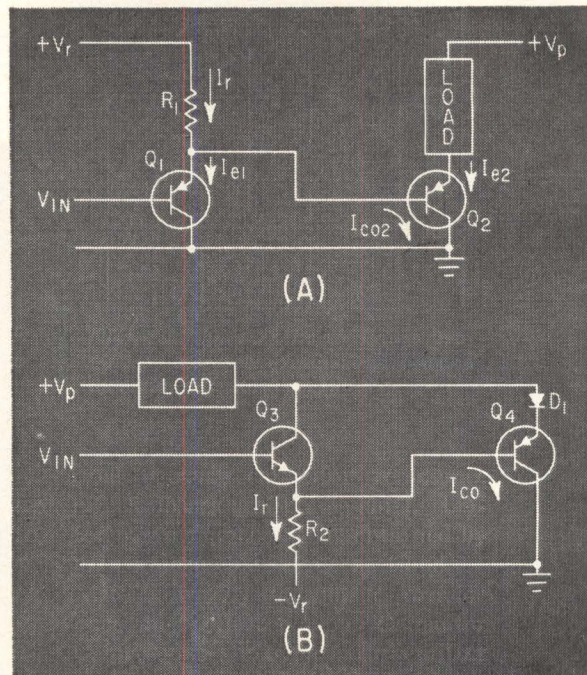 +Vr
+Vp
Ir
R1
LOAD
Q1
Ie1
Ie2
VIN
Ico2
Q2
(A)
+Vp
LOAD
Q3
D1
Q4
VIN
Ico
Ir
R2
-Vr
(B)